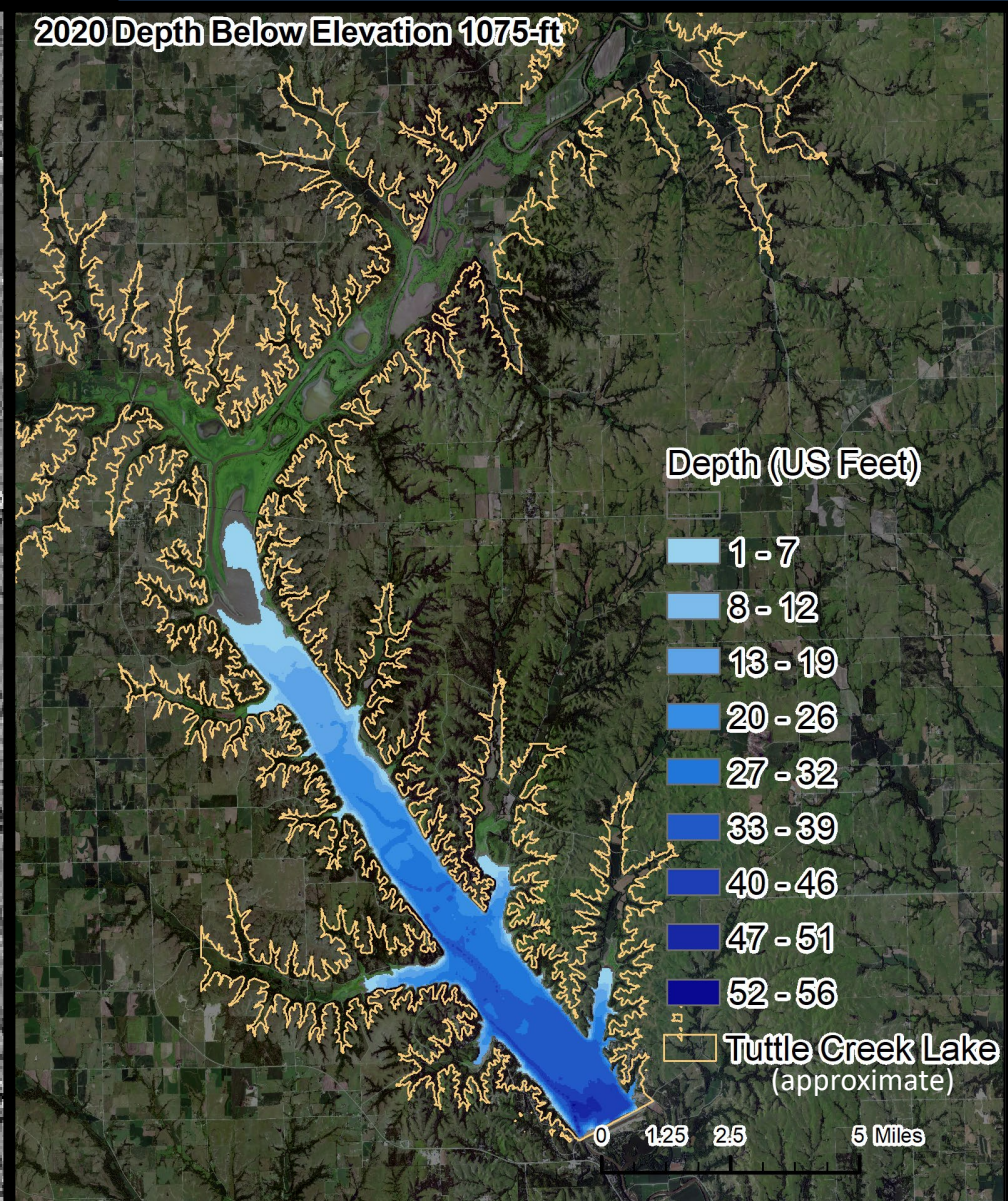 2020 Depth Below Elevation 1075-ft
Depth (US Feet)
1 - 7
8 - 12
13 - 19
20 - 26
27 - 32
33 - 39
40 - 46
47 - 51
52 - 56
Tuttle Creek Lake
(approximate)
0 1.25 2.5 5 Miles